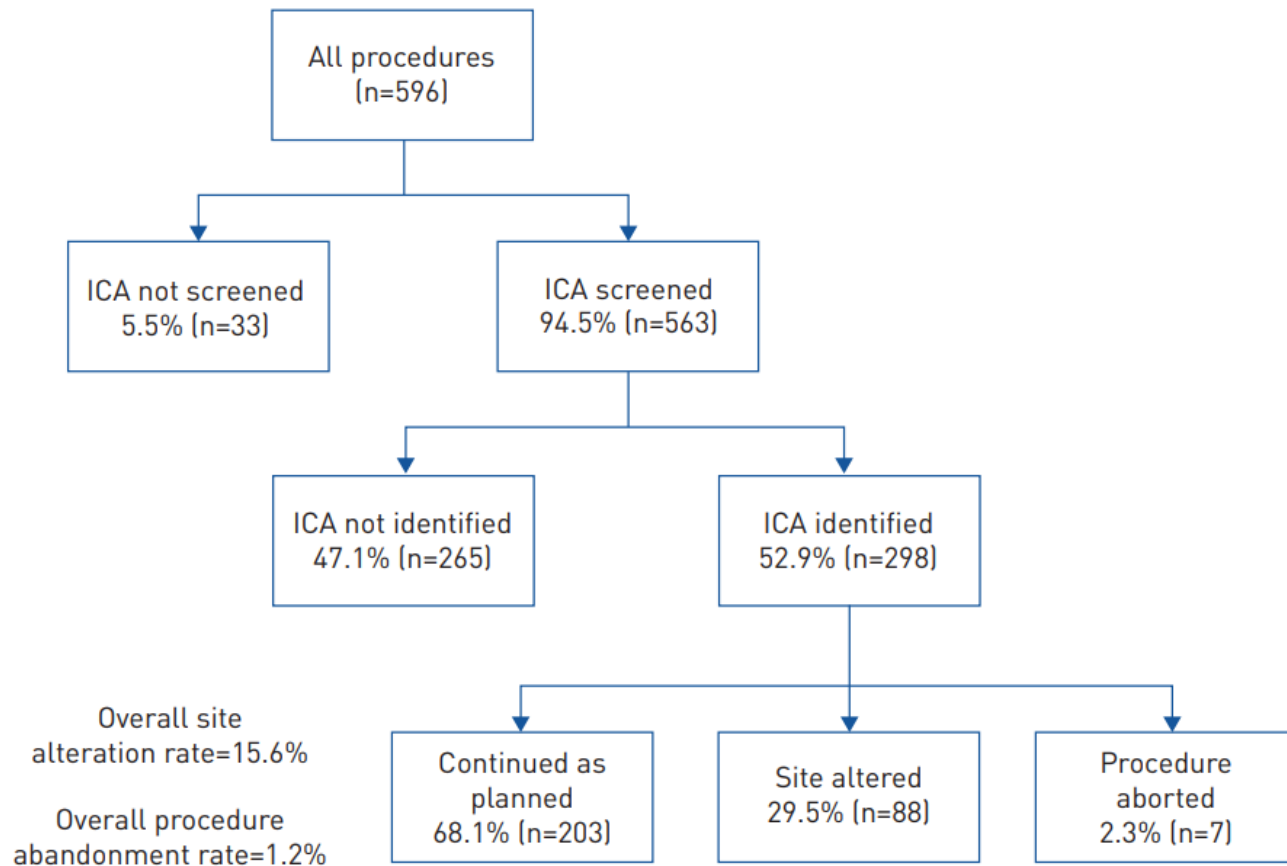 All procedures
(n=596)
ICA not screened
5.5% (n=33)
ICA screened
94.5% (n=563)
ICA not identified
47.1% (n=265)
ICA identified
52.9% (n=298)
Overall site
alteration rate=15.6%
Overall procedure
abandonment rate=1.2%
Continued as
planned
68.1% (n=203)
Site altered
29.5% (n=88)
Procedure
aborted
2.3% (n=7)